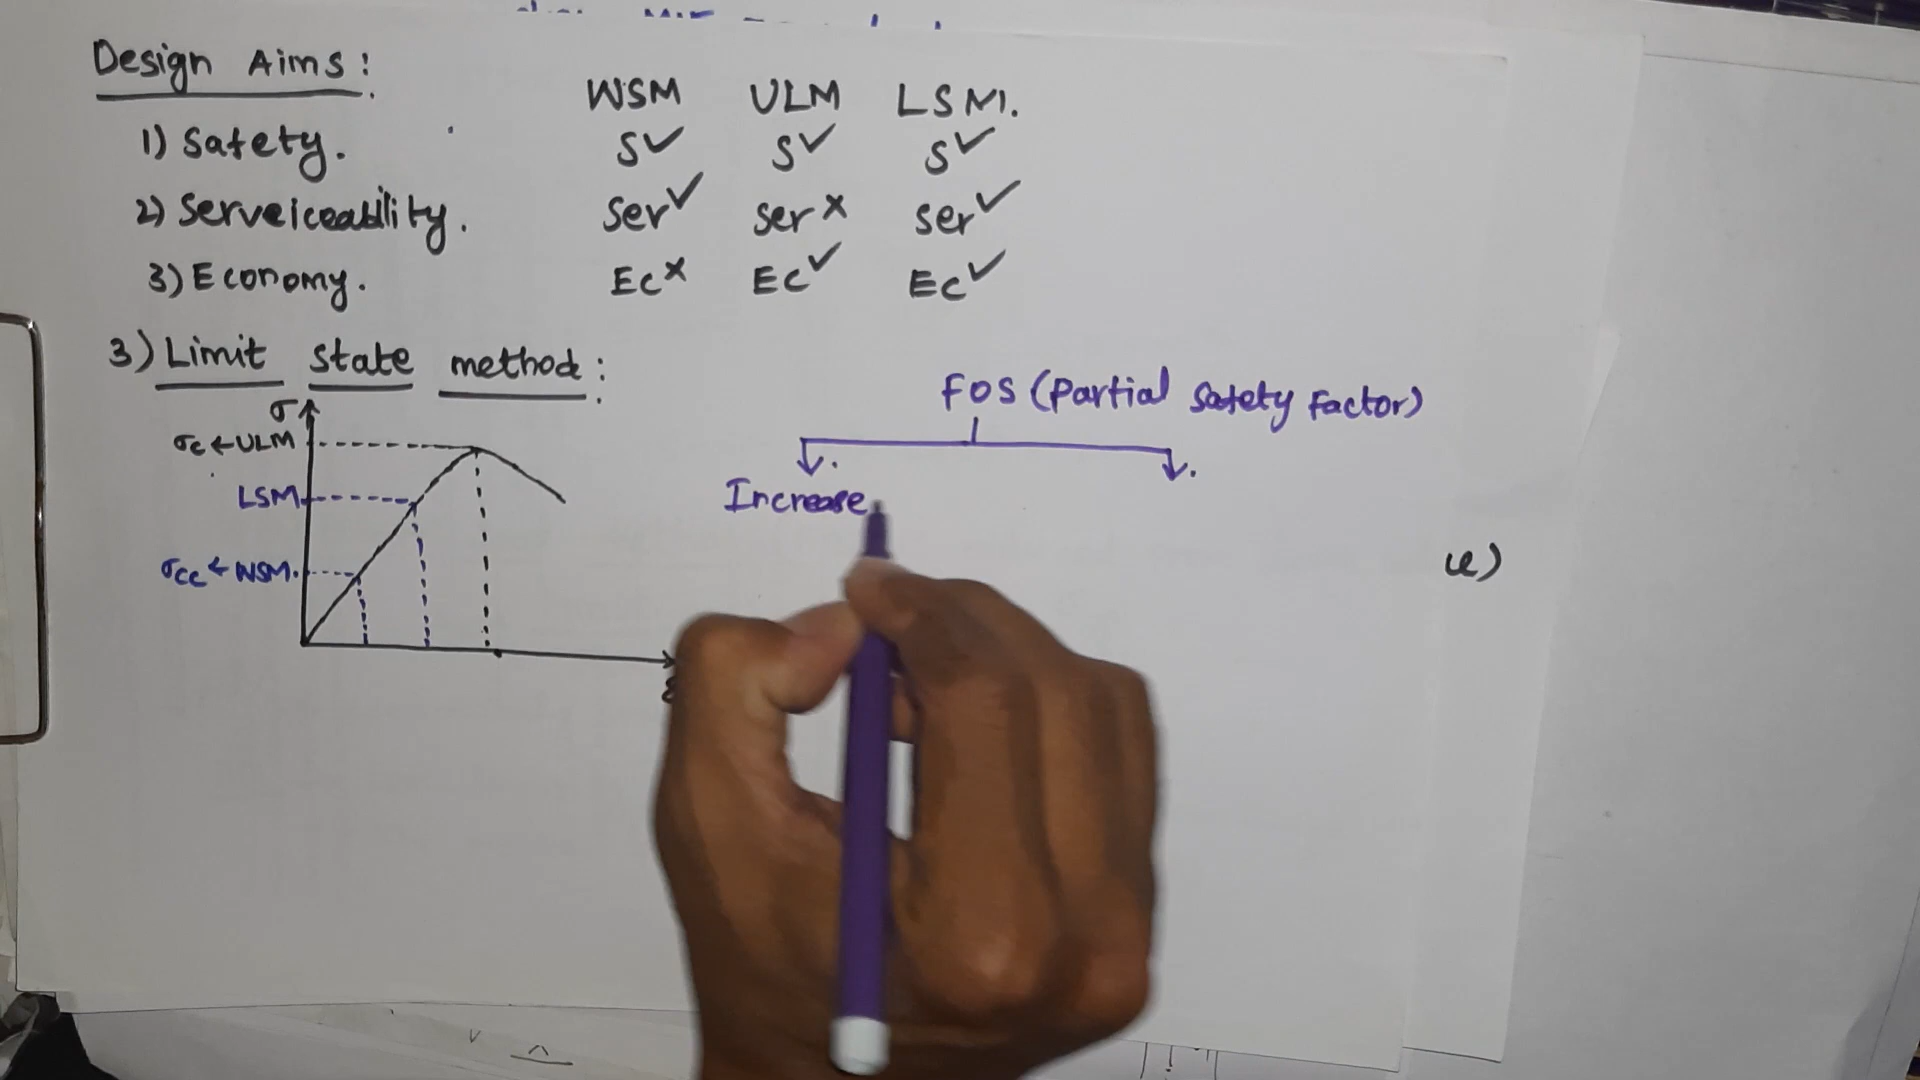 Design Aims:
WSM ULM LSM.
1) Safety. S✓ S✓ S✓
2) Serveiceability. Ser✓ Ser× Ser✓
3) Economy. Ec× Ec✓ Ec✓
3) Limit state method:
FOS (Partial Safety Factor)
σ
σc ← ULM
LSM
Increase
σcc ← WSM.